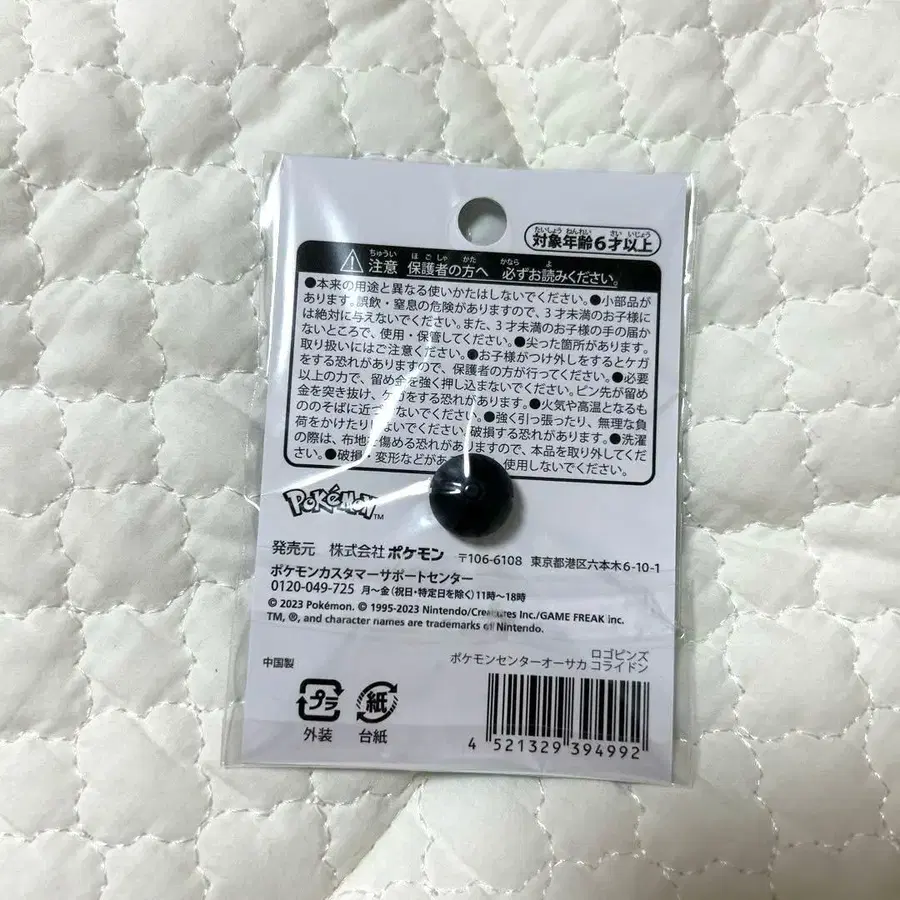 たいしょう ねんれい さい いじょう
対象年齢6才以上
ちゅうい ほごしゃ かた かなら よ
⚠注意 保護者の方へ 必ずお読みください。
●本来の用途と異なる使いかたはしないでください。●小部品が
あります。誤飲・窒息の危険がありますので、3才未満のお子様に
は絶対に与えないでください。また、3才未満のお子様の手の届か
ないところで、使用・保管してください。●尖った箇所があります。
取り扱いにはご注意ください。●お子様がつけ外しをするとケガ
をする恐れがありますので、保護者の方が行ってください。●必要
以上の力で、留め金を強く押し込まないでください。ピン先が留め
金を突き抜け、ケガをする恐れがあります。●火気や高温となるも
ののそばに近づ ないでください。●強く引っ張ったり、無理な負
荷をかけたり ないでください。破損する恐れがあります。●洗濯
の際は、布地を傷める恐れがありますので、本品を取り外してくだ
さい。●破損・変形などがあ 使用しないでください。
POKéMON™
発売元 株式会社ポケモン 〒106-6108 東京都港区六本木6-10-1
ポケモンカスタマーサポートセンター
0120-049-725 月〜金(祝日・特定日を除く)11時〜18時
© 2023 Pokémon. © 1995-2023 Nintendo/Creatures Inc./GAME FREAK inc.
TM, ®, and character names are trademarks of Nintendo.
ロゴピンズ
中国製 ポケモンセンターオーサカ コライドン
プラ 紙
外装 台紙
4 521329 394992